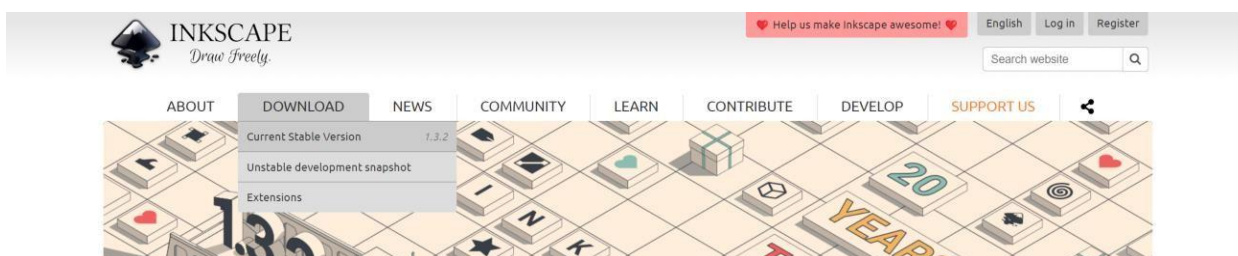 INKSCAPE
Draw Freely.
Help us make Inkscape awesome!
English Log in Register
Search website
ABOUT DOWNLOAD NEWS COMMUNITY LEARN CONTRIBUTE DEVELOP SUPPORT US
Current Stable Version 1.3.2
Unstable development snapshot
Extensions
20
YEARS
I
N
K